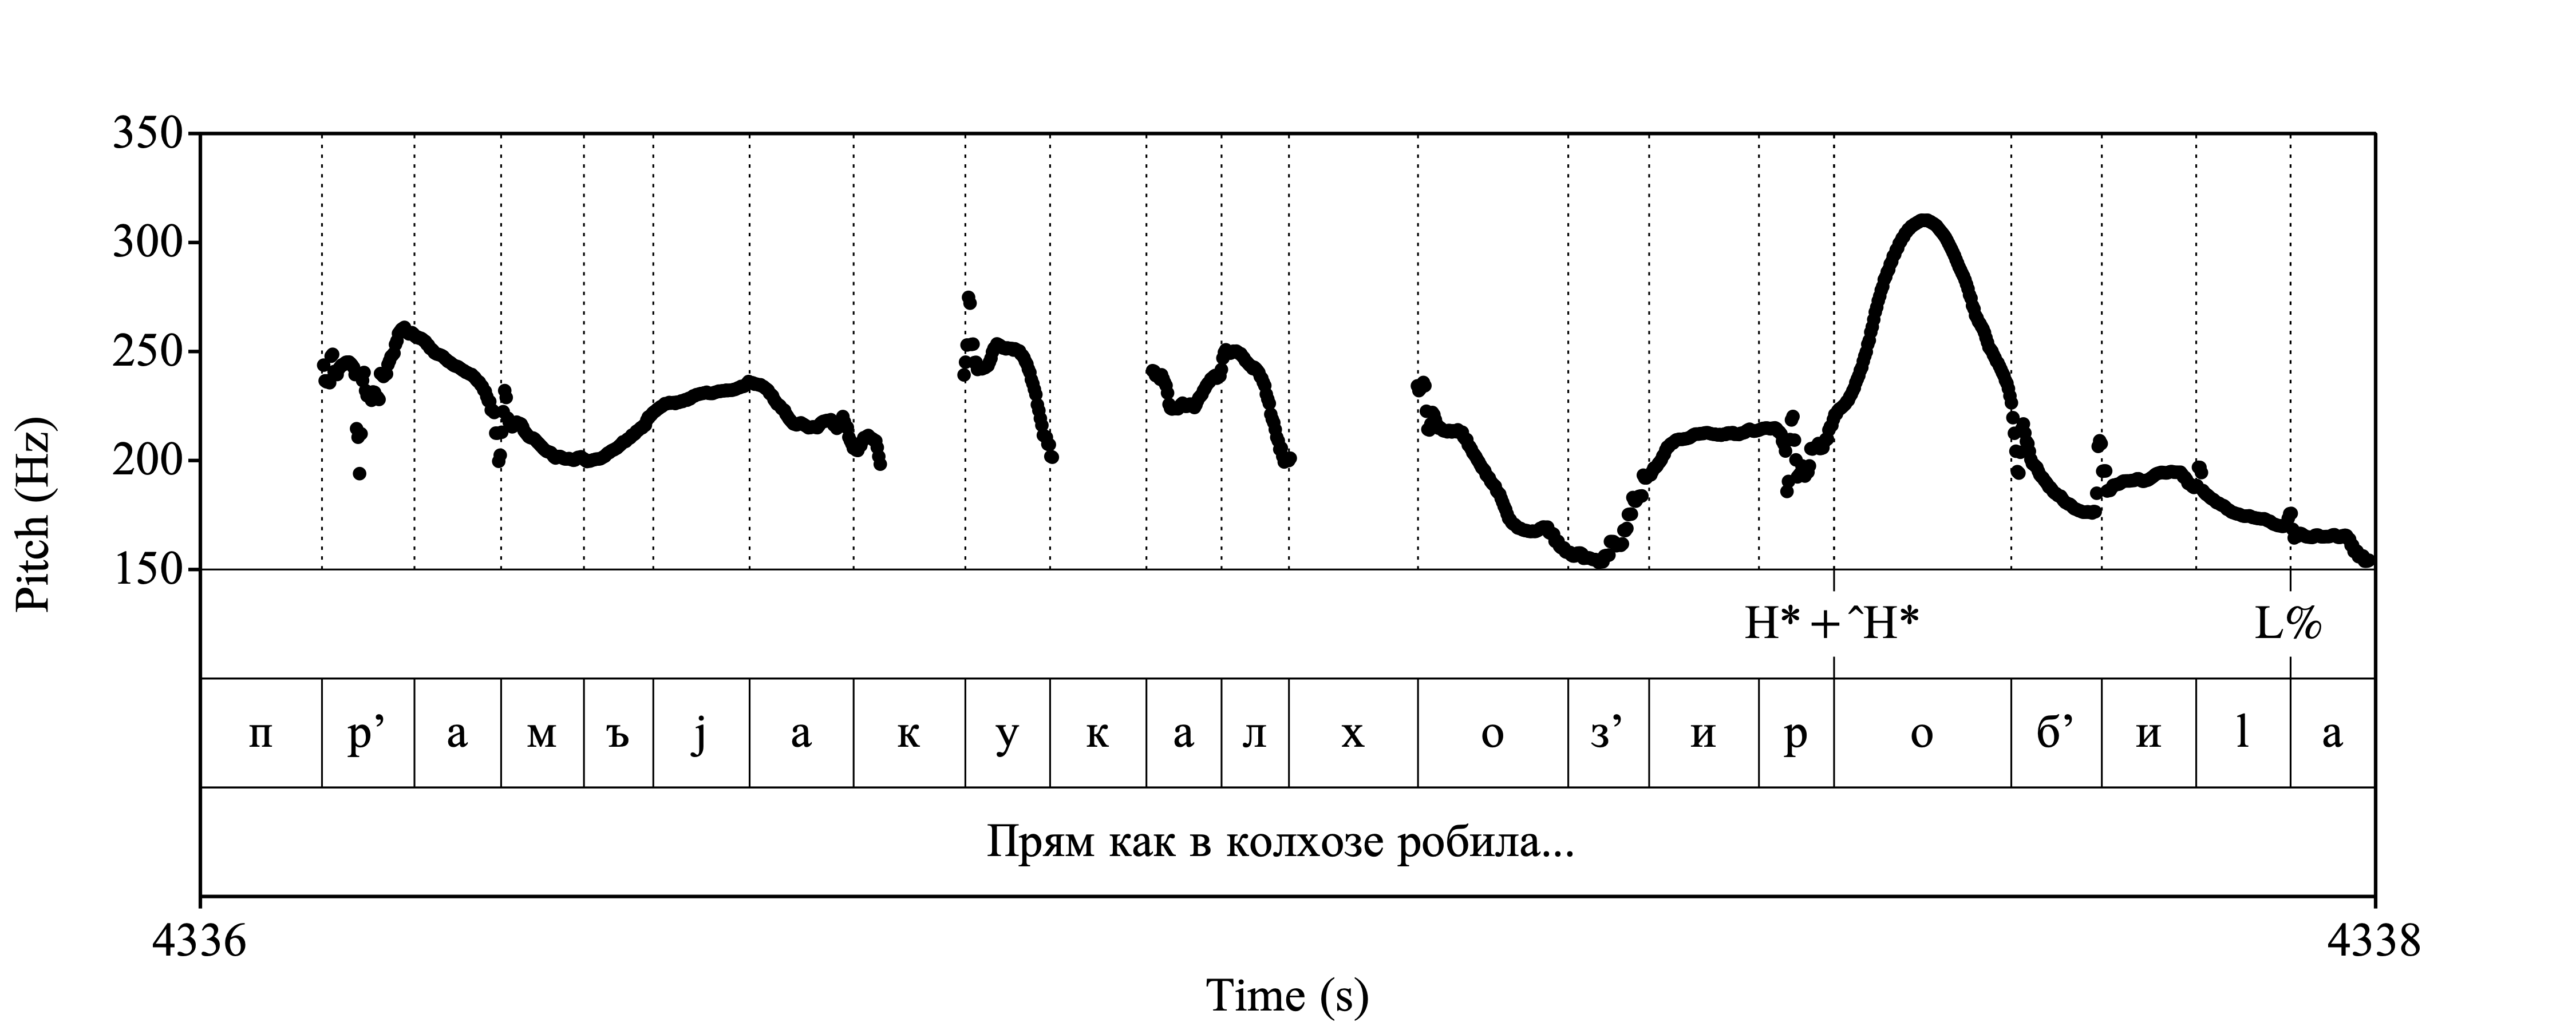 350
300
250
200
150
Pitch (Hz)
H* + ˆH* L%
п р’ а м ъ j а к у к а л х о з’ и р о б’ и l а
Прям как в колхозе робила...
4336 4338
Time (s)